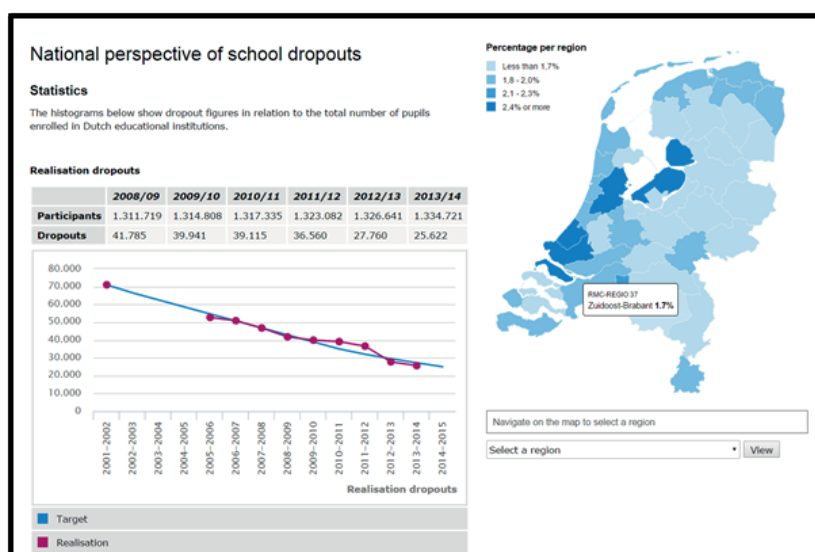 National perspective of school dropouts
Statistics
The histograms below show dropout figures in relation to the total number of pupils
enrolled in Dutch educational institutions.
Realisation dropouts
2008/09 2009/10 2010/11 2011/12 2012/13 2013/14
Participants 1.311.719 1.314.808 1.317.335 1.323.082 1.326.641 1.334.721
Dropouts 41.785 39.941 39.115 36.560 27.760 25.622
80.000
70.000
60.000
50.000
40.000
30.000
20.000
10.000
0
2001-2002
2002-2003
2003-2004
2004-2005
2005-2006
2006-2007
2007-2008
2008-2009
2009-2010
2010-2011
2011-2012
2012-2013
2013-2014
2014-2015
Realisation dropouts
Target
Realisation
Percentage per region
Less than 1,7%
1,8 - 2,0%
2,1 - 2,3%
2,4% or more
RMC-REGIO 37
Zuidoost-Brabant 1.7%
Navigate on the map to select a region
Select a region
View